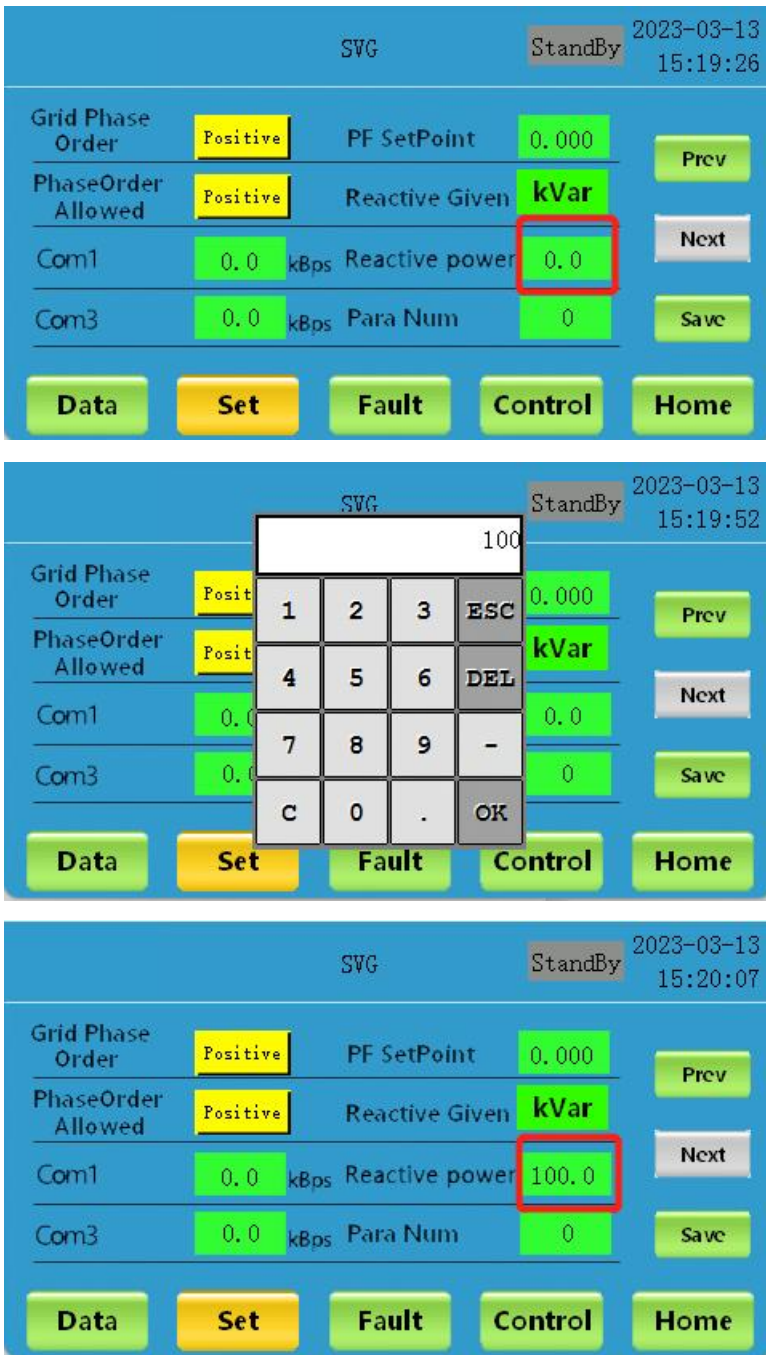 SVG StandBy 2023-03-13
15:19:26
Grid Phase
Order Positive PF SetPoint 0.000 Prev
PhaseOrder
Allowed Positive Reactive Given kVar
Next
Com1 0.0 kBps Reactive power 0.0
Com3 0.0 kBps Para Num 0 Save
Data Set Fault Control Home
SVG StandBy 2023-03-13
15:19:52
100
Grid Phase
Order Posit 1 2 3 ESC 0.000 Prev
PhaseOrder
Allowed Posit 4 5 6 DEL kVar
Next
Com1 0.0 7 8 9 - 0.0
Com3 0.0 0 Save
C 0 . OK
Data Set Fault Control Home
SVG StandBy 2023-03-13
15:20:07
Grid Phase
Order Positive PF SetPoint 0.000 Prev
PhaseOrder
Allowed Positive Reactive Given kVar
Next
Com1 0.0 kBps Reactive power 100.0
Com3 0.0 kBps Para Num 0 Save
Data Set Fault Control Home